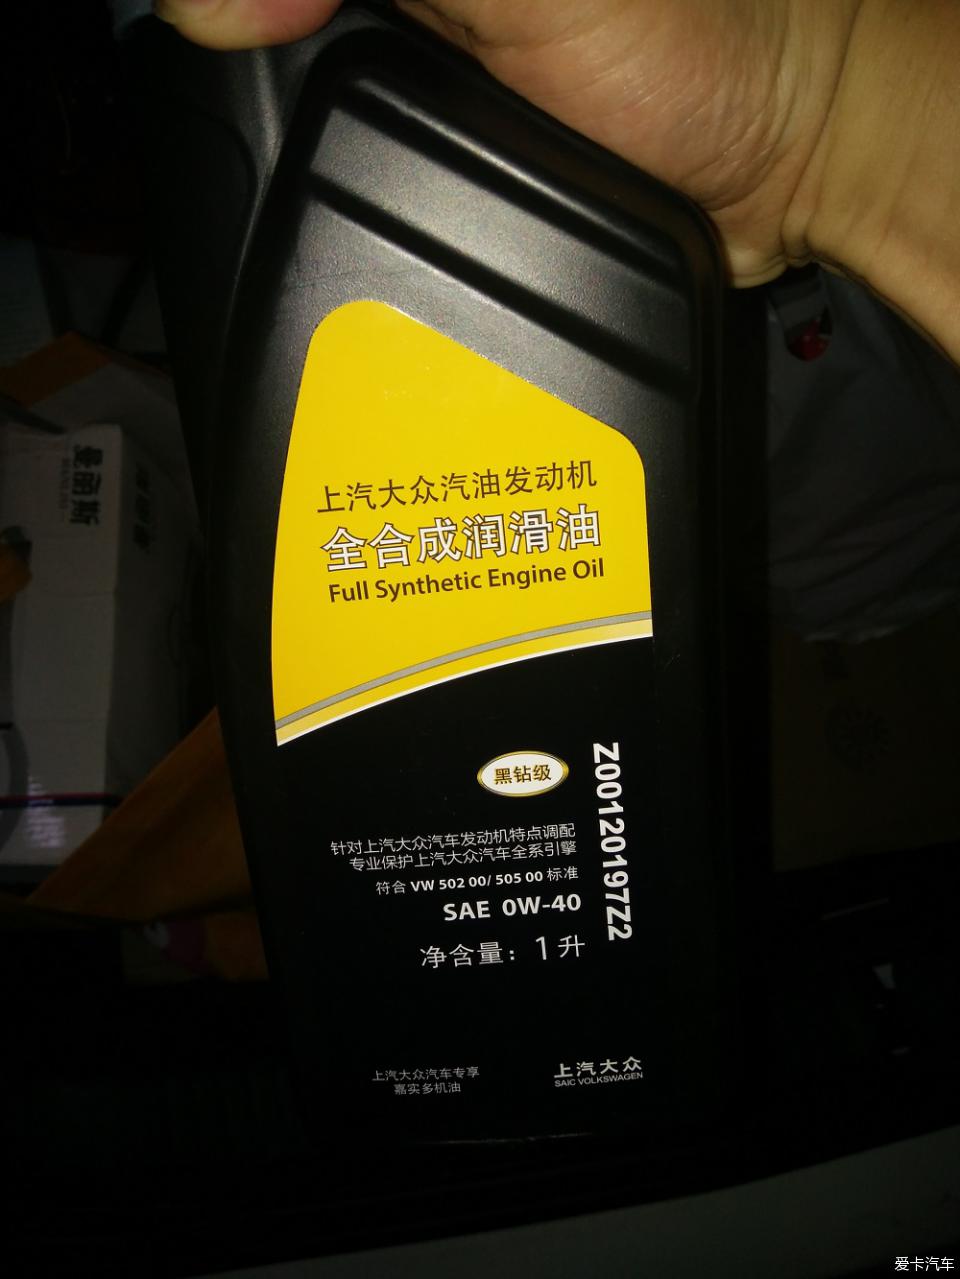 上汽大众汽油发动机
全合成润滑油
Full Synthetic Engine Oil
黑钻级
针对上汽大众汽车发动机特点调配
专业保护上汽大众汽车全系引擎
符合 VW 502 00/ 505 00 标准
SAE 0W-40
净含量：1升
Z00120197Z2
上汽大众汽车专享
嘉实多机油
上汽大众
SAIC VOLKSWAGEN
曼丽斯
爱卡汽车